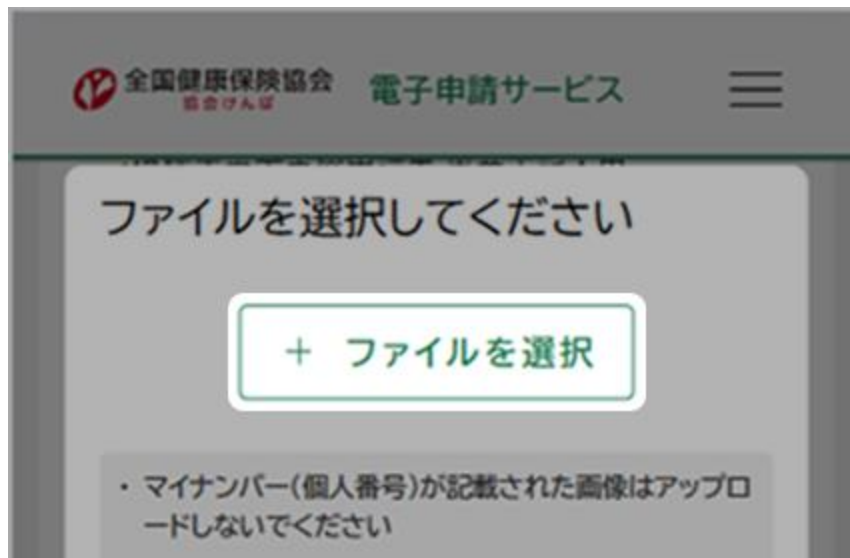 全国健康保険協会
協会けんぽ
電子申請サービス
ファイルを選択してください
+ ファイルを選択
・マイナンバー(個人番号)が記載された画像はアップロ
ードしないでください